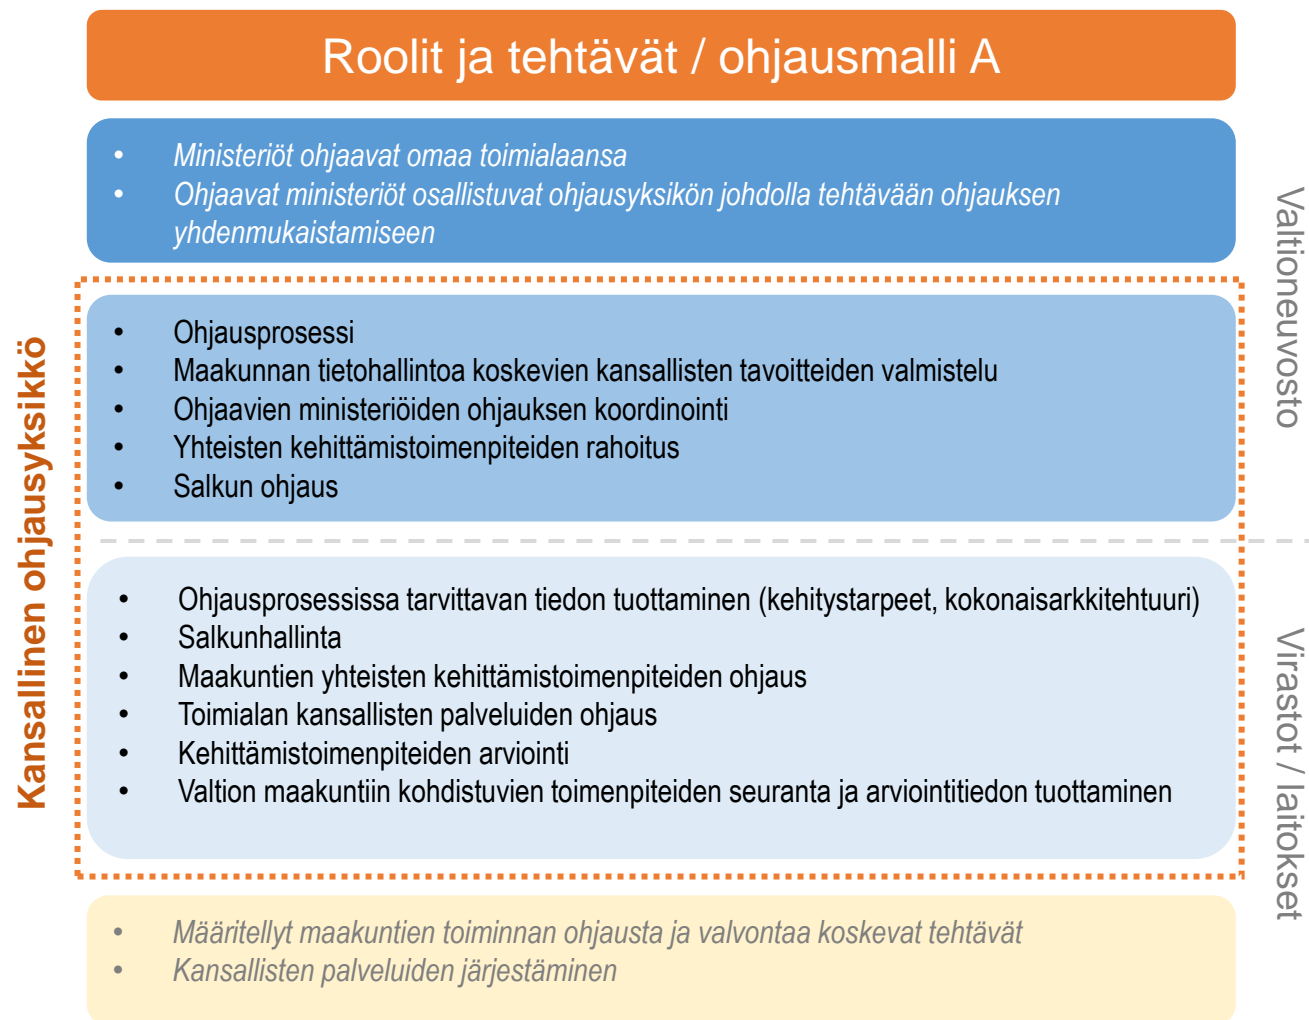 Roolit ja tehtävät / ohjausmalli A
• Ministeriöt ohjaavat omaa toimialaansa
• Ohjaavat ministeriöt osallistuvat ohjausyksikön johdolla tehtävään ohjauksen
yhdenmukaistamiseen
Valtioneuvosto
Kansallinen ohjausyksikkö
• Ohjausprosessi
• Maakunnan tietohallintoa koskevien kansallisten tavoitteiden valmistelu
• Ohjaavien ministeriöiden ohjauksen koordinointi
• Yhteisten kehittämistoimenpiteiden rahoitus
• Salkun ohjaus
• Ohjausprosessissa tarvittavan tiedon tuottaminen (kehitystarpeet, kokonaisarkkitehtuuri)
• Salkunhallinta
• Maakuntien yhteisten kehittämistoimenpiteiden ohjaus
• Toimialan kansallisten palveluiden ohjaus
• Kehittämistoimenpiteiden arviointi
• Valtion maakuntiin kohdistuvien toimenpiteiden seuranta ja arviointitiedon tuottaminen
Virastot / laitokset
• Määritellyt maakuntien toiminnan ohjausta ja valvontaa koskevat tehtävät
• Kansallisten palveluiden järjestäminen